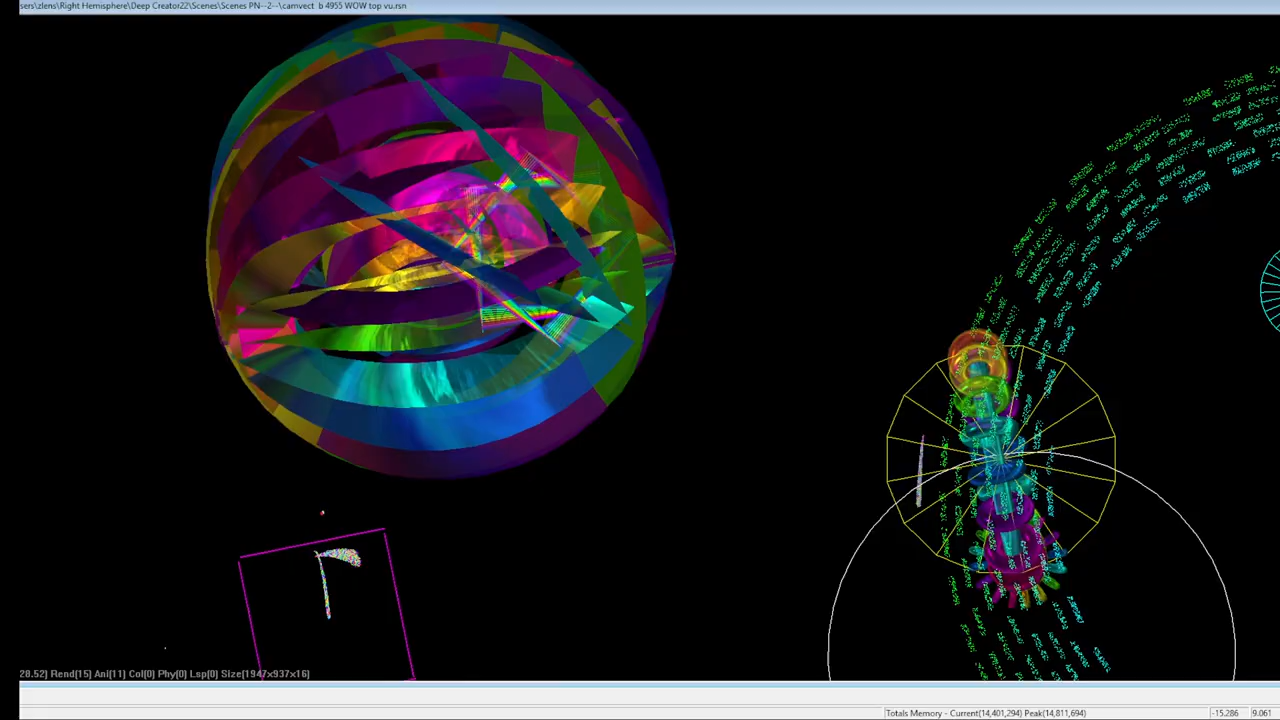 sers\zlens\Right Hemisphere\Deep Creator22\Scenes\Scenes PN--2--\camvect b 4955 WOW top vu.rsn
28.52) Rend(15) Ani(11) Col(0) Phy(0) Lsp(0) Size(1947x937x16)
Totals Memory - Current(14,401,294) Peak(14,811,694) -15.286 9.061